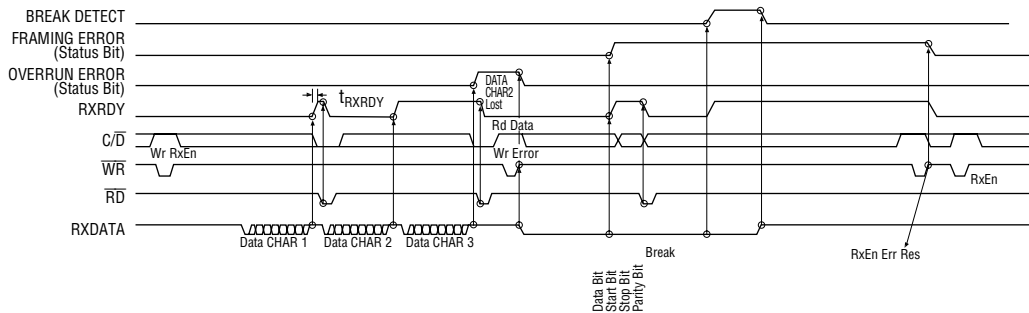 BREAK DETECT
FRAMING ERROR
(Status Bit)
OVERRUN ERROR
(Status Bit)
DATA
CHAR2
Lost
RXRDY
tRXRDY
Rd Data
C/D
Wr RxEn
Wr Error
WR
RxEn
RD
RXDATA
Data CHAR 1
Data CHAR 2
Data CHAR 3
Break
RxEn Err Res
Data Bit
Start Bit
Stop Bit
Parity Bit